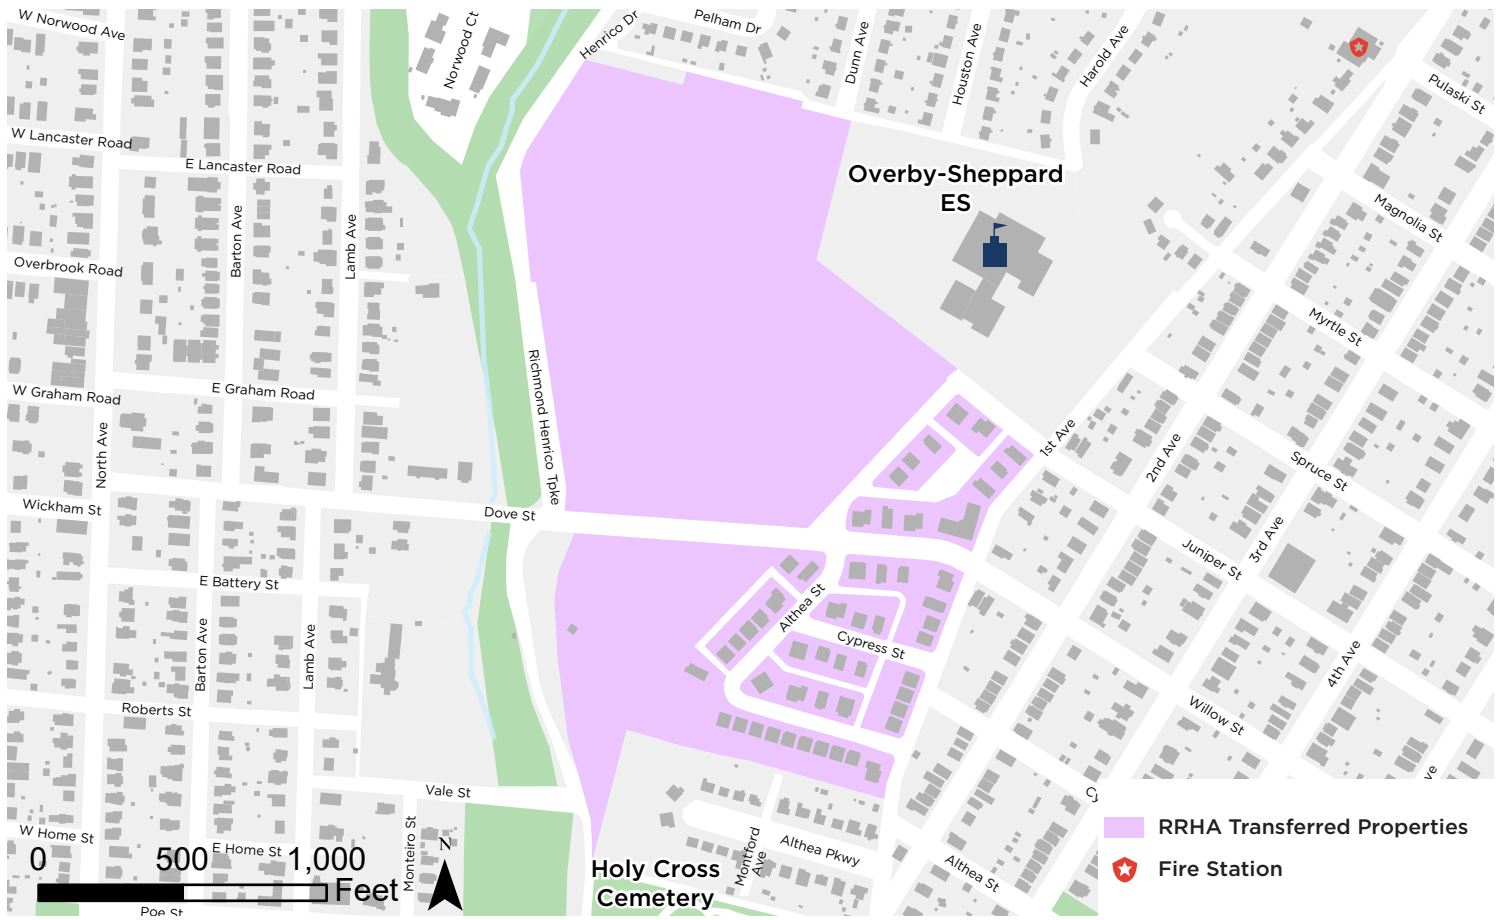 W Norwood Ave
Norwood Ct
Henrico Dr
Pelham Dr
Dunn Ave
Houston Ave
Harold Ave
Pulaski St
W Lancaster Road
E Lancaster Road
Barton Ave
Lamb Ave
Overby-Sheppard
ES
Magnolia St
Overbrook Road
Myrtle St
W Graham Road
E Graham Road
Richmond Henrico Tpke
North Ave
1st Ave
2nd Ave
Spruce St
Wickham St
Dove St
3rd Ave
Juniper St
E Battery St
Althea St
Cypress St
Barton Ave
Lamb Ave
4th Ave
Roberts St
Willow St
Vale St
W Home St
E Home St
Monteiro St
Montford
Ave
Althea Pkwy
Althea St
Holy Cross
Cemetery
Poe St
0 500 1,000
Feet
N
RRHA Transferred Properties
Fire Station